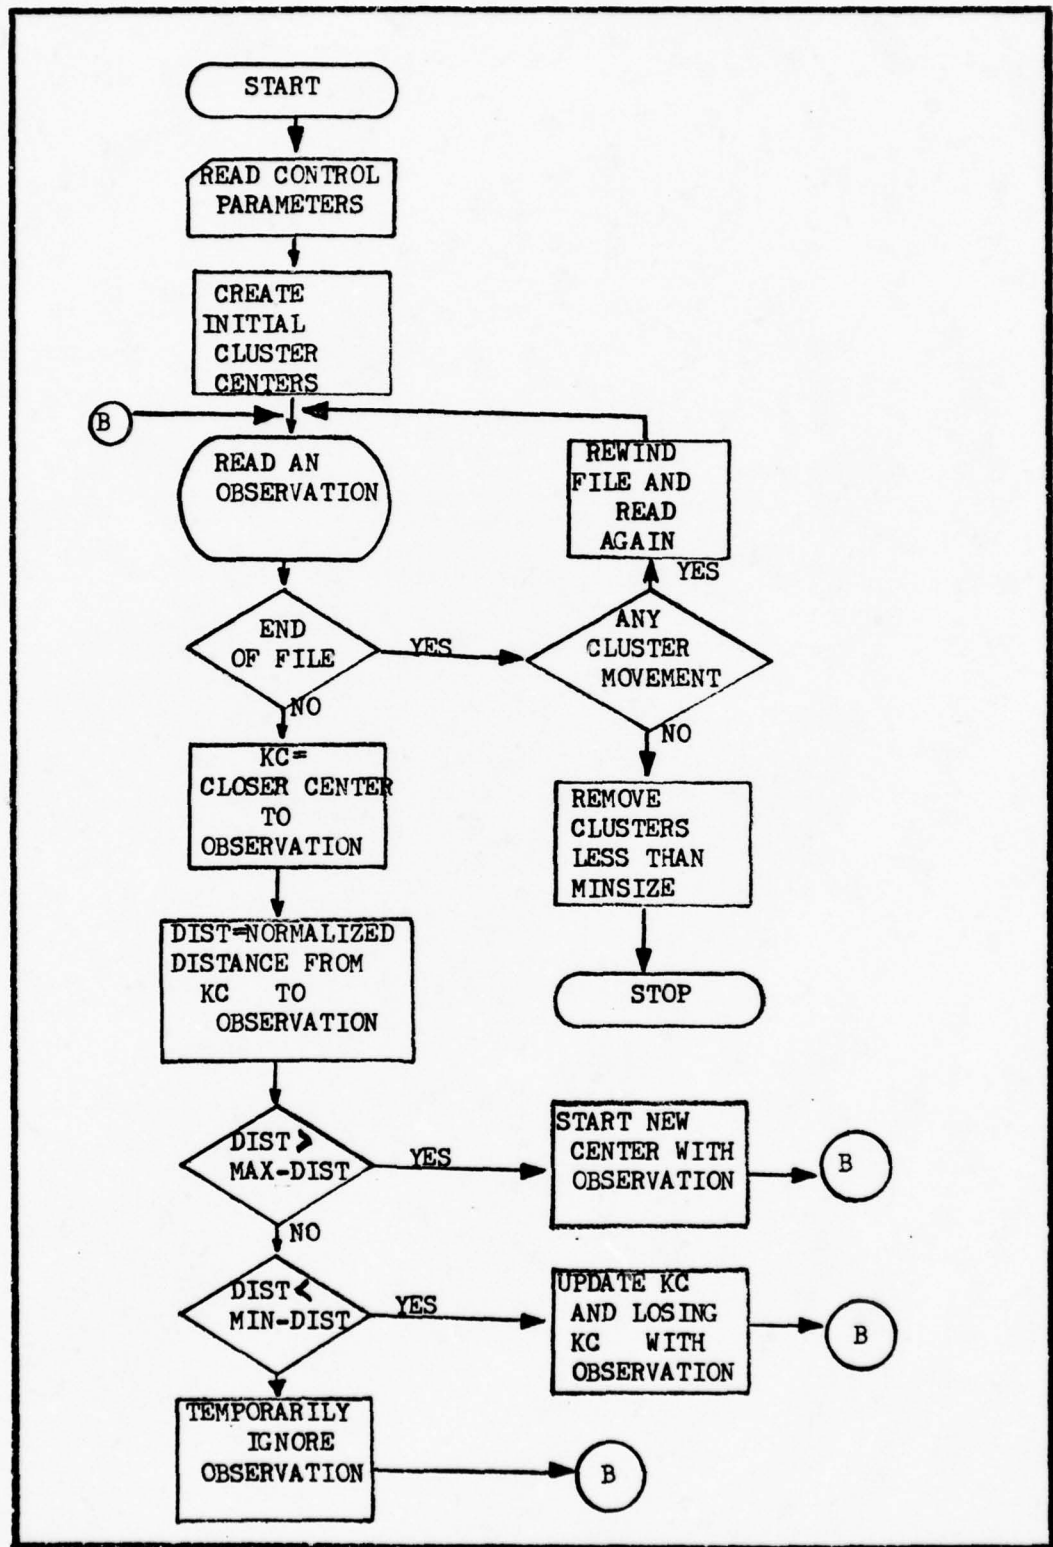 START
READ CONTROL
PARAMETERS
CREATE
INITIAL
CLUSTER
CENTERS
B
READ AN
OBSERVATION
REWIND
FILE AND
READ
AGAIN
YES
END
OF FILE
YES
ANY
CLUSTER
MOVEMENT
NO
NO
KC=
CLOSER CENTER
TO
OBSERVATION
REMOVE
CLUSTERS
LESS THAN
MINSIZE
DIST=NORMALIZED
DISTANCE FROM
KC TO
OBSERVATION
STOP
DIST >
MAX-DIST
YES
START NEW
CENTER WITH
OBSERVATION
B
NO
DIST <
MIN-DIST
YES
UPDATE KC
AND LOSING
KC WITH
OBSERVATION
B
TEMPORARILY
IGNORE
OBSERVATION
B